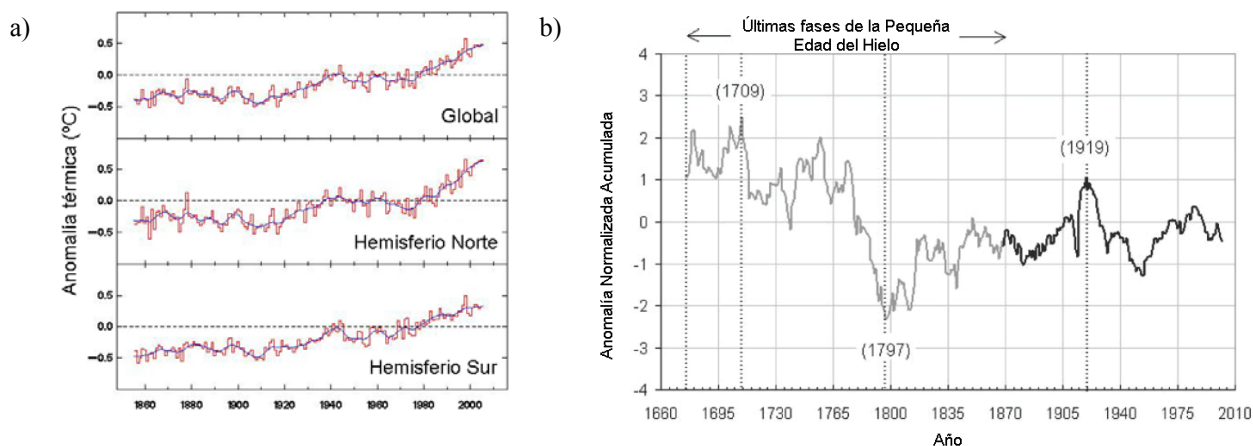 a)
Anomalia térmica (ºC)
0.5
0.0
−0.5
Global
0.5
0.0
−0.5
Hemisferio Norte
0.5
0.0
−0.5
Hemisferio Sur
1860 1880 1900 1920 1940 1960 1980 2000
b)
Últimas fases de la Pequeña
Edad del Hielo
Anomalía Normalizada Acumulada
4
3
2
1
0
-1
-2
-3
-4
(1709)
(1919)
(1797)
1660 1695 1730 1765 1800 1835 1870 1905 1940 1975 2010
Año